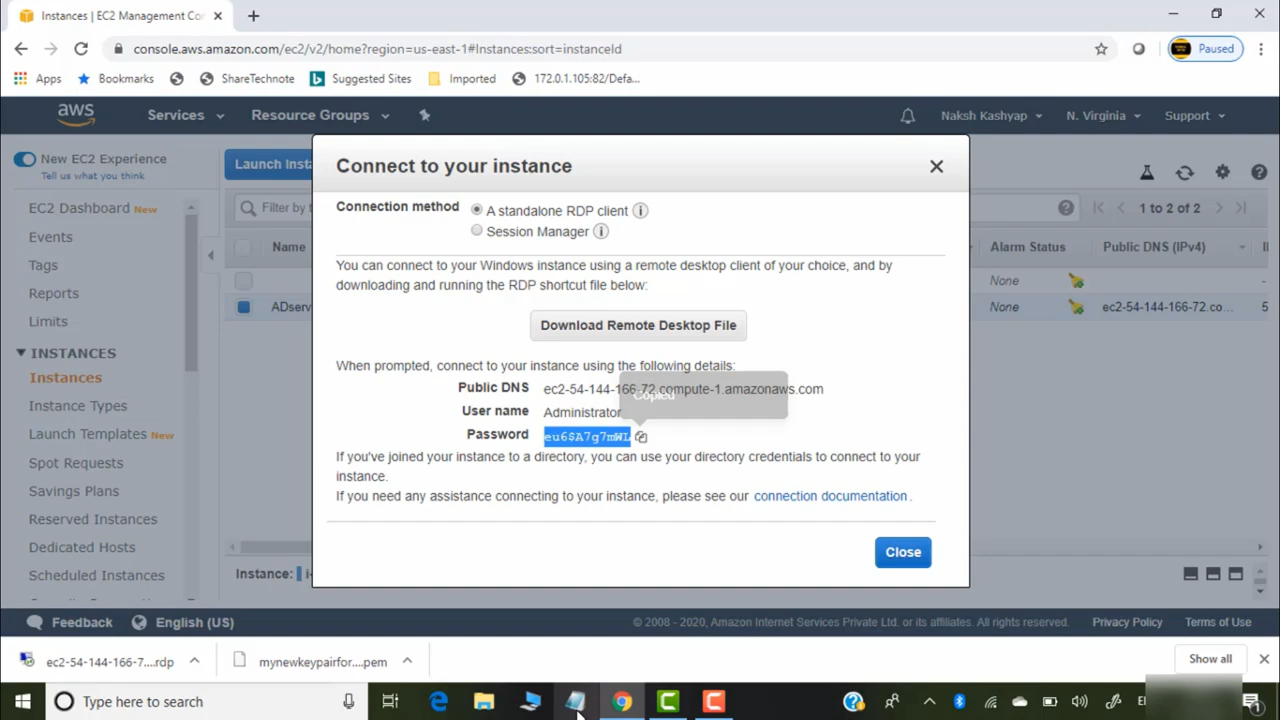 Instances | EC2 Management Con
console.aws.amazon.com/ec2/v2/home?region=us-east-1#Instances:sort=instanceId
Paused
Apps
Bookmarks
ShareTechnote
Suggested Sites
Imported
172.0.1.105:82/Defa...
aws
Services
Resource Groups
Naksh Kashyap
N. Virginia
Support
New EC2 Experience
Tell us what you think
EC2 Dashboard New
Events
Tags
Reports
Limits
INSTANCES
Instances
Instance Types
Launch Templates New
Spot Requests
Savings Plans
Reserved Instances
Dedicated Hosts
Scheduled Instances
Launch Insta
Filter by t
1 to 2 of 2
Name
Alarm Status
Public DNS (IPv4)
None
-
ADserv
None
ec2-54-144-166-72.co...
5
Instance:
Connect to your instance
Connection method
A standalone RDP client
Session Manager
You can connect to your Windows instance using a remote desktop client of your choice, and by
downloading and running the RDP shortcut file below:
Download Remote Desktop File
When prompted, connect to your instance using the following details:
Public DNS ec2-54-144-166-72.compute-1.amazonaws.com
Copied
User name Administrator
Password
If you've joined your instance to a directory, you can use your directory credentials to connect to your
instance.
If you need any assistance connecting to your instance, please see our connection documentation .
Close
Feedback
English (US)
© 2008 - 2020, Amazon Internet Services Private Ltd. or its affiliates. All rights reserved.
Privacy Policy
Terms of Use
ec2-54-144-166-7....rdp
mynewkeypairfor....pem
Show all
Type here to search
1